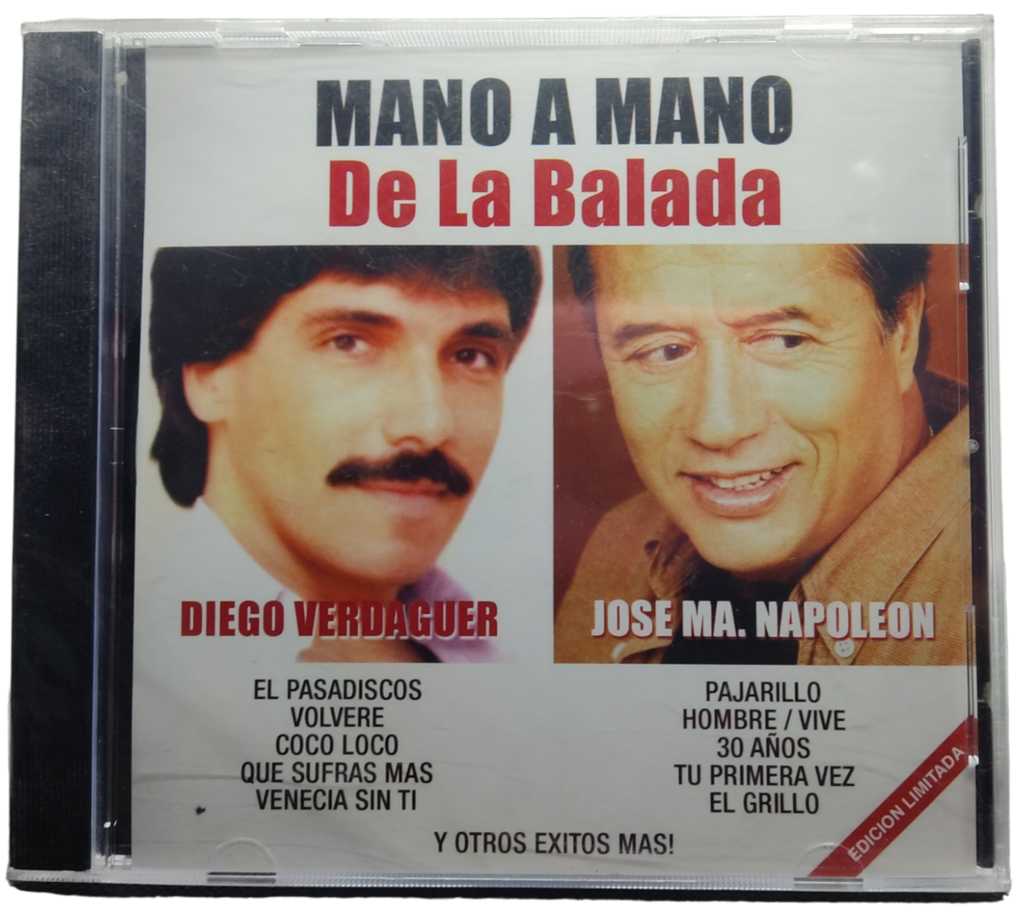 MANO A MANO
De La Balada
DIEGO VERDAGUER
JOSE MA. NAPOLEON
EL PASADISCOS
VOLVERE
COCO LOCO
QUE SUFRAS MAS
VENECIA SIN TI
PAJARILLO
HOMBRE / VIVE
30 AÑOS
TU PRIMERA VEZ
EL GRILLO
Y OTROS EXITOS MAS!
EDICION LIMITADA